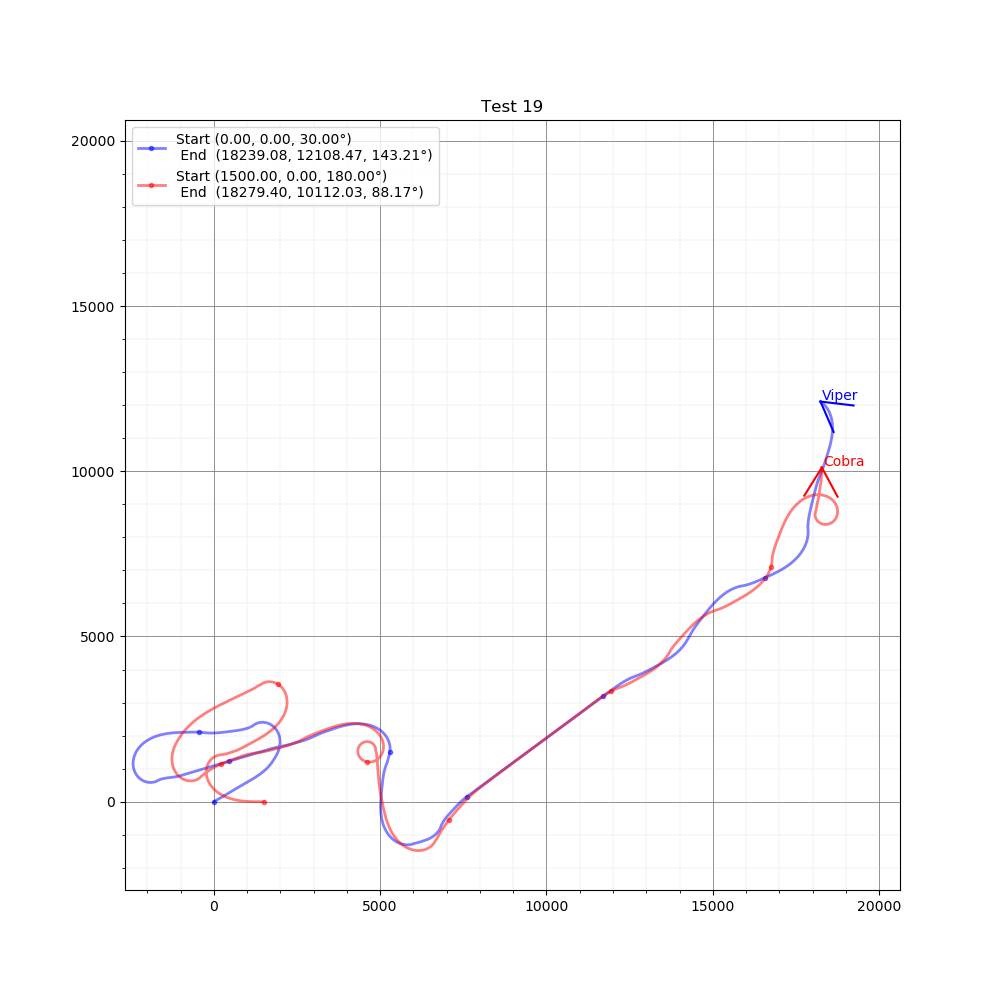 Test 19
Start (0.00, 0.00, 30.00°)
End (18239.08, 12108.47, 143.21°)
Start (1500.00, 0.00, 180.00°)
End (18279.40, 10112.03, 88.17°)
20000
15000
10000
5000
0
Viper
Cobra
0
5000
10000
15000
20000